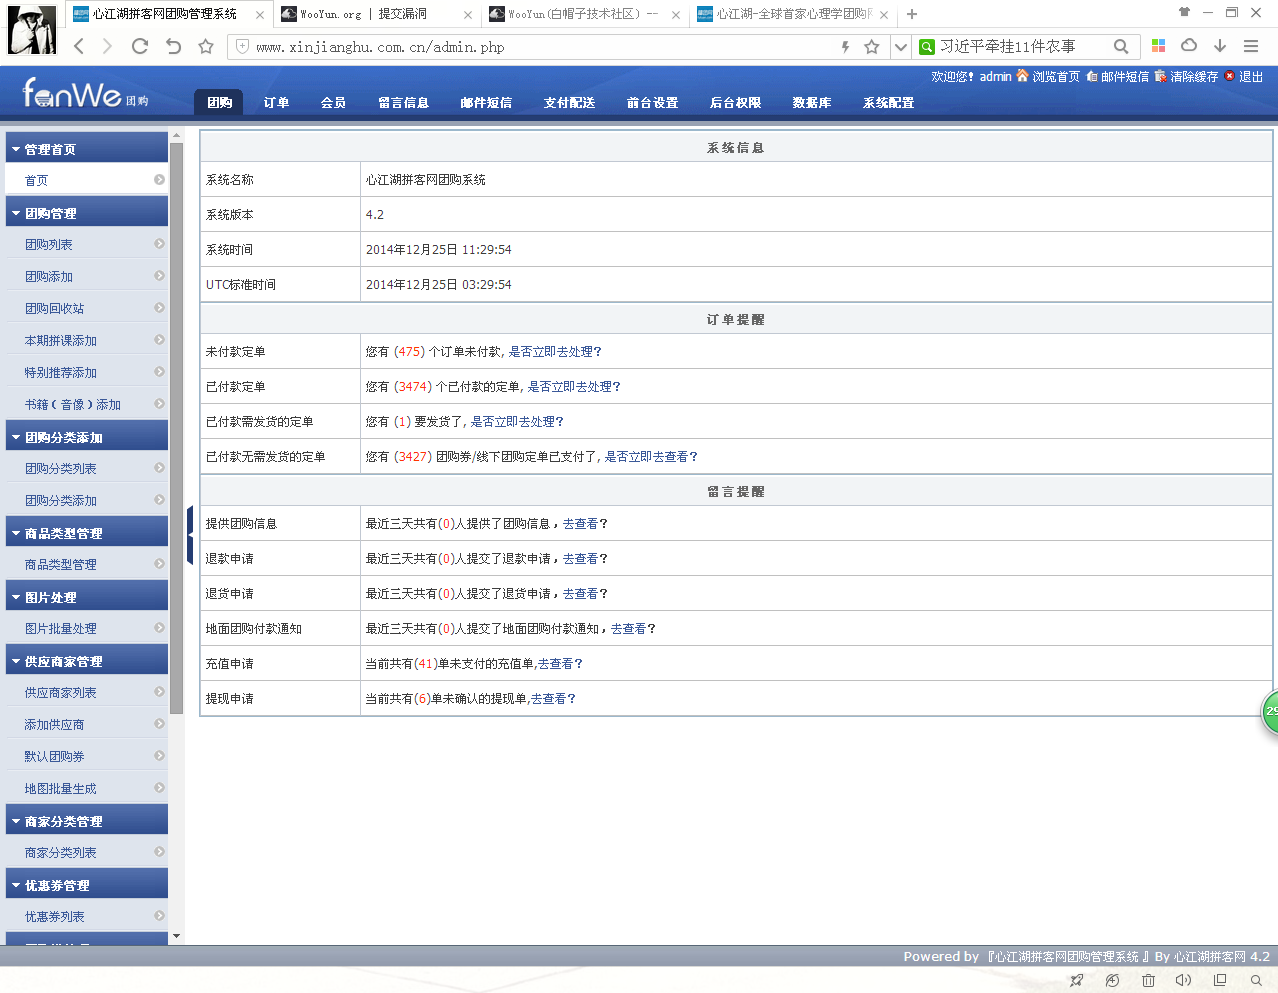 心江湖拼客网团购管理系统
WooYun.org | 提交漏洞
WooYun(白帽子技术社区) --
心江湖-全球首家心理学团购网
www.xinjianghu.com.cn/admin.php
习近平牵挂11件农事
fanWe 团购
欢迎您! admin 浏览首页 邮件短信 清除缓存 退出
团购 订单 会员 留言信息 邮件短信 支付配送 前台设置 后台权限 数据库 系统配置
管理首页
首页
团购管理
团购列表
团购添加
团购回收站
本期拼课添加
特别推荐添加
书籍(音像)添加
团购分类添加
团购分类列表
团购分类添加
商品类型管理
商品类型管理
图片处理
图片批量处理
供应商家管理
供应商家列表
添加供应商
默认团购券
地图批量生成
商家分类管理
商家分类列表
优惠券管理
优惠券列表
系统信息
系统名称 心江湖拼客网团购系统
系统版本 4.2
系统时间 2014年12月25日 11:29:54
UTC标准时间 2014年12月25日 03:29:54
订单提醒
未付款定单 您有 (475) 个订单未付款, 是否立即去处理?
已付款定单 您有 (3474) 个已付款的定单, 是否立即去处理?
已付款需发货的定单 您有 (1) 要发货了, 是否立即去处理?
已付款无需发货的定单 您有 (3427) 团购券/线下团购定单已支付了, 是否立即去查看?
留言提醒
提供团购信息 最近三天共有(0)人提供了团购信息，去查看?
退款申请 最近三天共有(0)人提交了退款申请，去查看?
退货申请 最近三天共有(0)人提交了退货申请，去查看?
地面团购付款通知 最近三天共有(0)人提交了地面团购付款通知，去查看?
充值申请 当前共有(41)单未支付的充值单,去查看?
提现申请 当前共有(6)单未确认的提现单,去查看?
Powered by 『心江湖拼客网团购管理系统 』By 心江湖拼客网 4.2